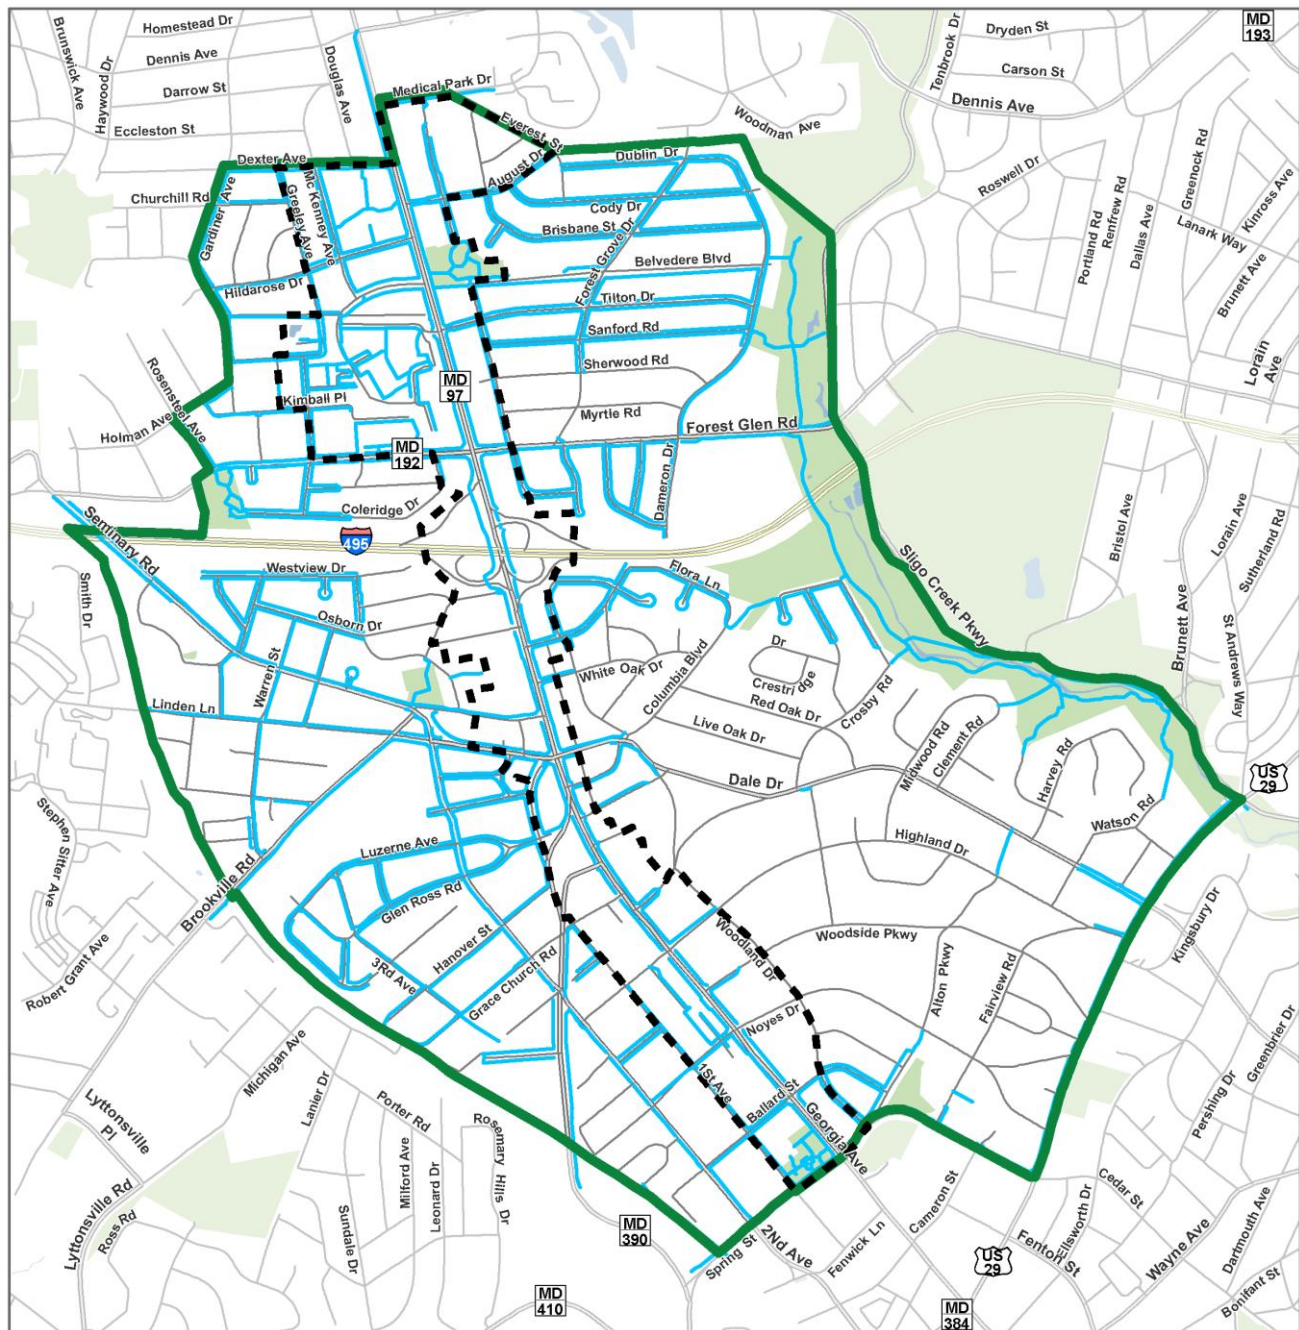 Homestead Dr
Dennis Ave
Darrow St
Eccleston St
Brunswick Ave
Haywood Dr
Douglas Ave
Medical Park Dr
Everest St
Tenbrook Dr
Dryden St
Carson St
Dennis Ave
MD
193
Woodman Ave
Dexter Ave
Churchill Rd
Gardiner Ave
Greeley Ave
Mc Kenney Ave
August Dr
Dublin Dr
Cody Dr
Brisbane St
Forest Grove Dr
Belvedere Blvd
Tilton Dr
Sanford Rd
Sherwood Rd
Myrtle Rd
Forest Glen Rd
Roswell Dr
Portland Rd
Renfrew Rd
Dallas Ave
Greenock Rd
Kinross Ave
Lanark Way
Brunett Ave
Lorain
Ave
Hildarose Dr
Rosensteel Ave
Holman Ave
Kimball Pl
MD
97
MD
192
Dameron Dr
Coleridge Dr
495
Seminary Rd
Smith Dr
Westview Dr
Osborn Dr
Warren St
Linden Ln
Flora Ln
White Oak Dr
Columbia Blvd
Dr
Crestri
dge
Red Oak Dr
Live Oak Dr
Crosby Rd
Sligo Creek Pkwy
Bristol Ave
Lorain Ave
Sutherland Rd
Brunett Ave
St Andrews Way
Midwood Rd
Clement Rd
Harvey Rd
Dale Dr
Watson Rd
US
29
Highland Dr
Stephen Sitter Ave
Robert Grant Ave
Brookville Rd
Luzerne Ave
Glen Ross Rd
Hanover St
3Rd Ave
Grace Church Rd
Woodland Dr
Woodside Pkwy
Alton Pkwy
Fairview Rd
Kingsbury Dr
Greenbrier Dr
Pershing Dr
Noyes Dr
1St Ave
Ballard St
Georgia Ave
Michigan Ave
Lanier Dr
Lyttonsville
Pl
Porter Rd
Rosemary Hills Dr
Milford Ave
Leonard Dr
Sundale Dr
Lyttonsville Rd
Ross Rd
MD
390
MD
410
Spring St
2Nd Ave
Fenwick Ln
Cameron St
US
29
MD
384
Fenton St
Ellsworth Dr
Cedar St
Wayne Ave
Dartmouth Ave
Bonifant St